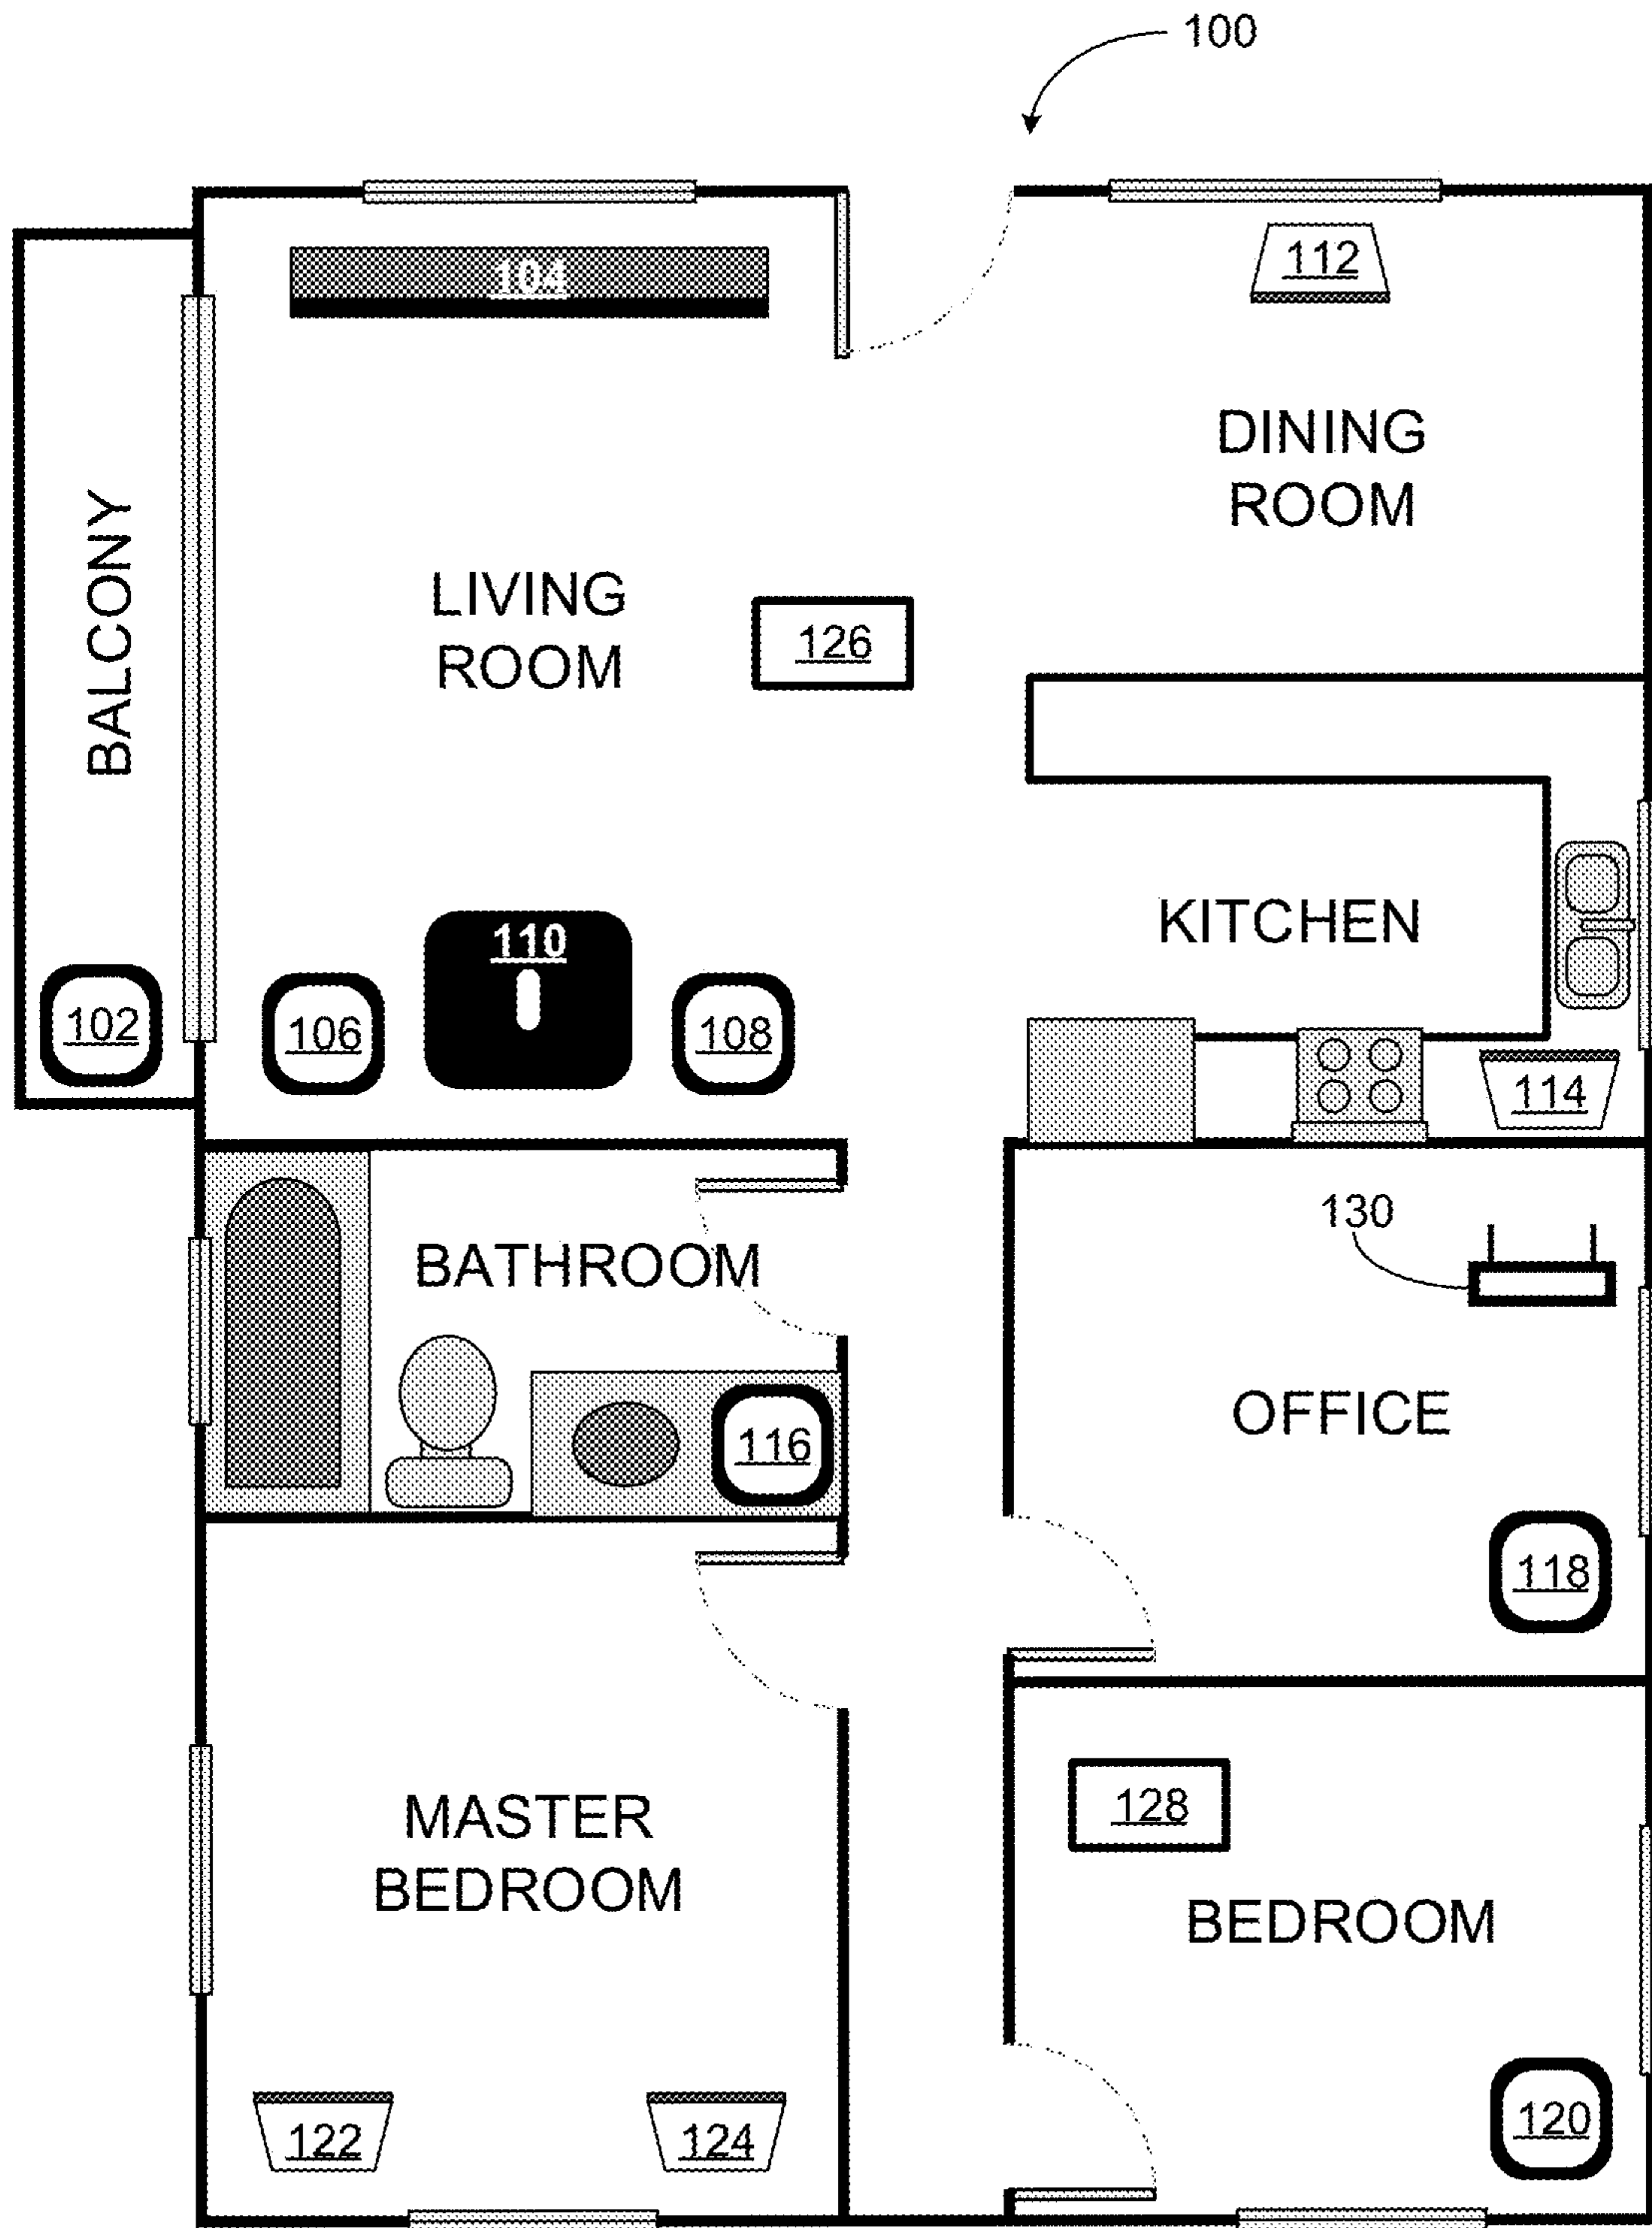 100
104
112
DINING
ROOM
BALCONY
LIVING
ROOM
126
KITCHEN
110
102
106
108
114
130
BATHROOM
OFFICE
116
118
128
MASTER
BEDROOM
BEDROOM
122
124
120